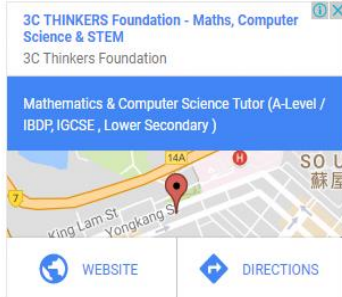 3C THINKERS Foundation - Maths, Computer
Science & STEM
3C Thinkers Foundation
Mathematics & Computer Science Tutor (A-Level /
IBDP, IGCSE , Lower Secondary )
14A
H
SO U
蘇屋
7
King Lam St
Yongkang S
WEBSITE
DIRECTIONS